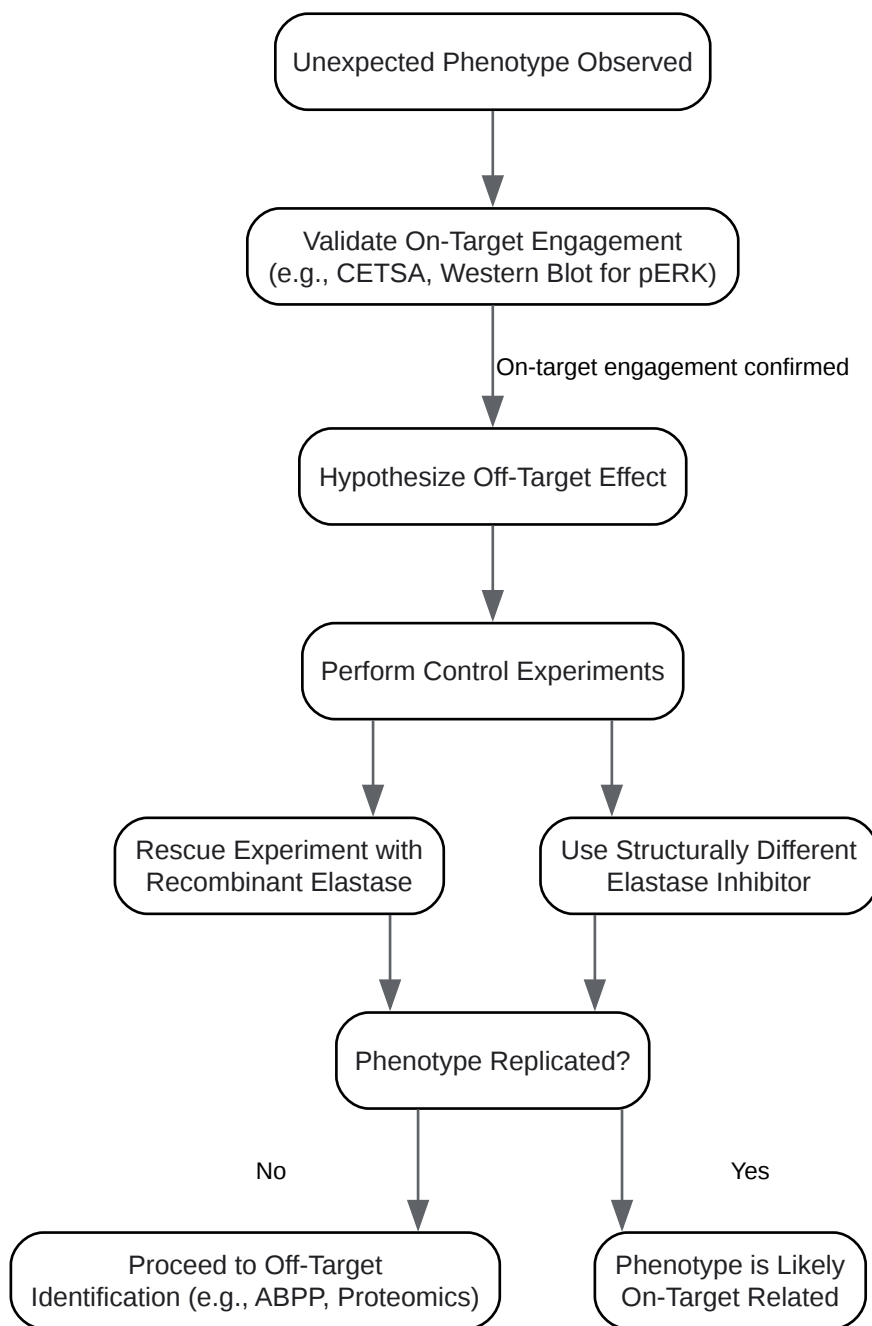 Unexpected Phenotype Observed
Validate On-Target Engagement
(e.g., CETSA, Western Blot for pERK)
On-target engagement confirmed
Hypothesize Off-Target Effect
Perform Control Experiments
Rescue Experiment with
Recombinant Elastase
Use Structurally Different
Elastase Inhibitor
Phenotype Replicated?
No
Yes
Proceed to Off-Target
Identification (e.g., ABPP, Proteomics)
Phenotype is Likely
On-Target Related